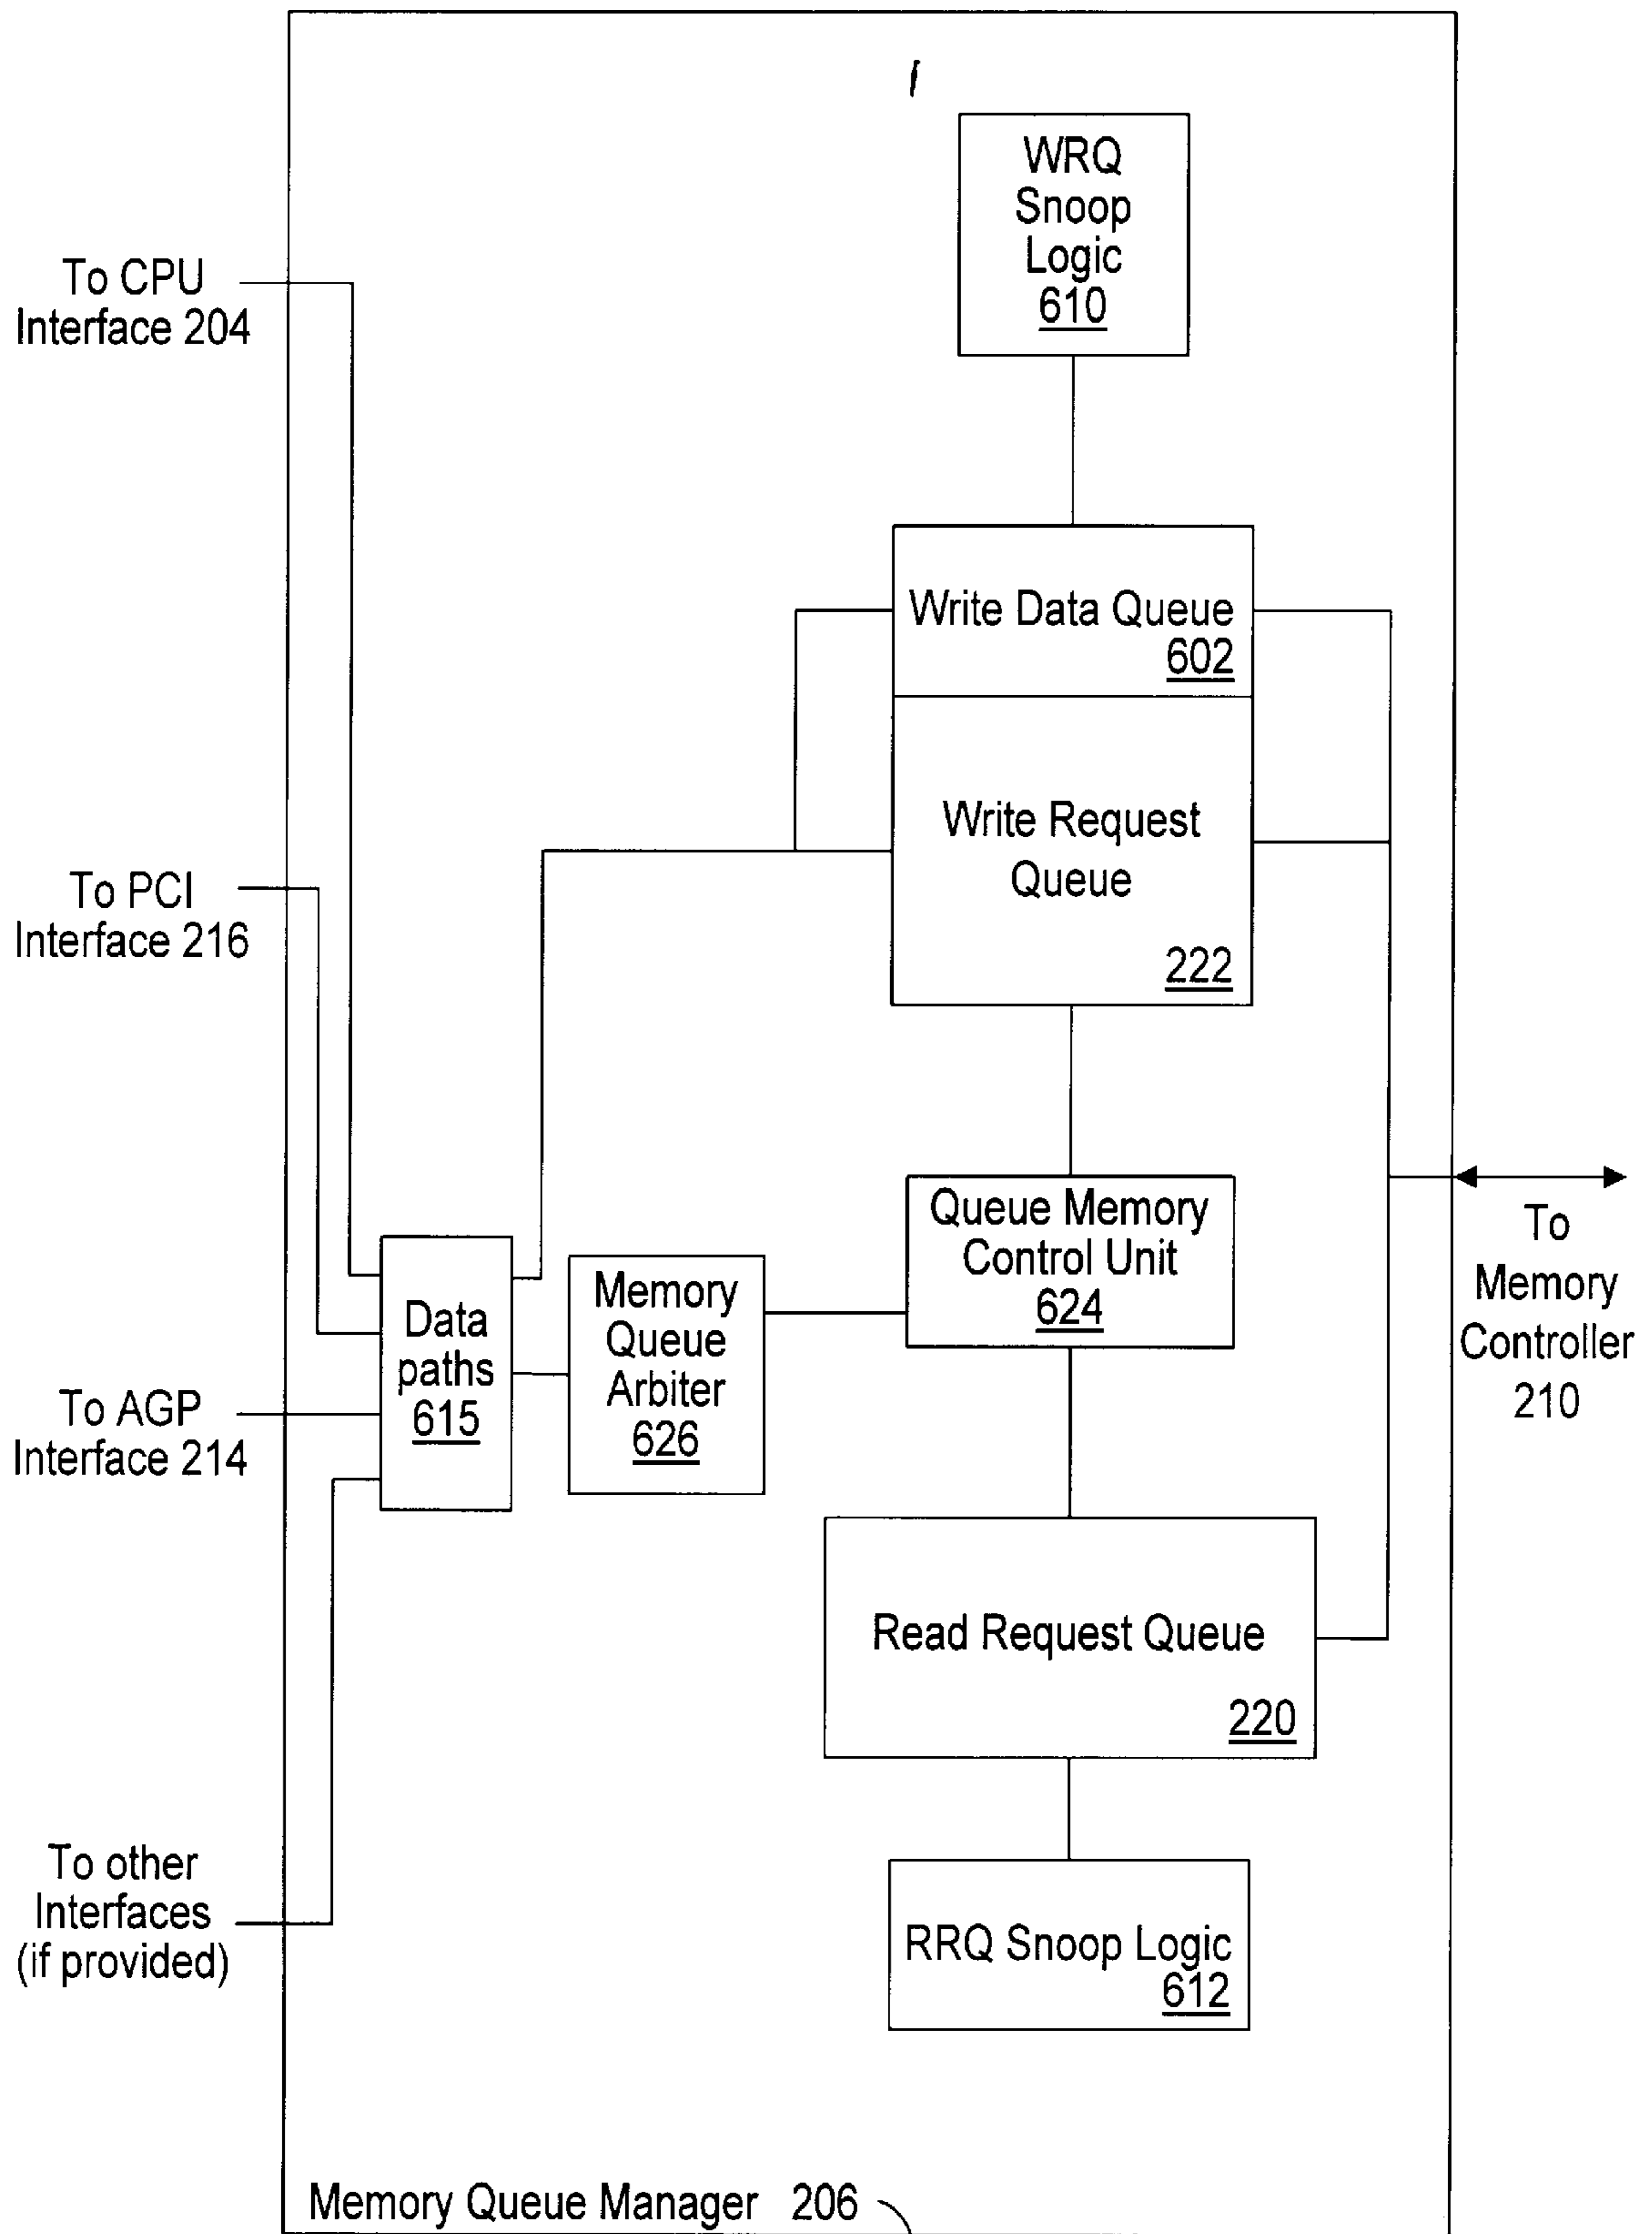 WRQ
Snoop
Logic
610
To CPU
Interface 204
Write Data Queue
602
Write Request
Queue
222
To PCI
Interface 216
Queue Memory
Control Unit
624
To
Memory
Controller
210
Data
paths
615
Memory
Queue
Arbiter
626
To AGP
Interface 214
Read Request Queue
220
To other
Interfaces
(if provided)
RRQ Snoop Logic
612
Memory Queue Manager 206